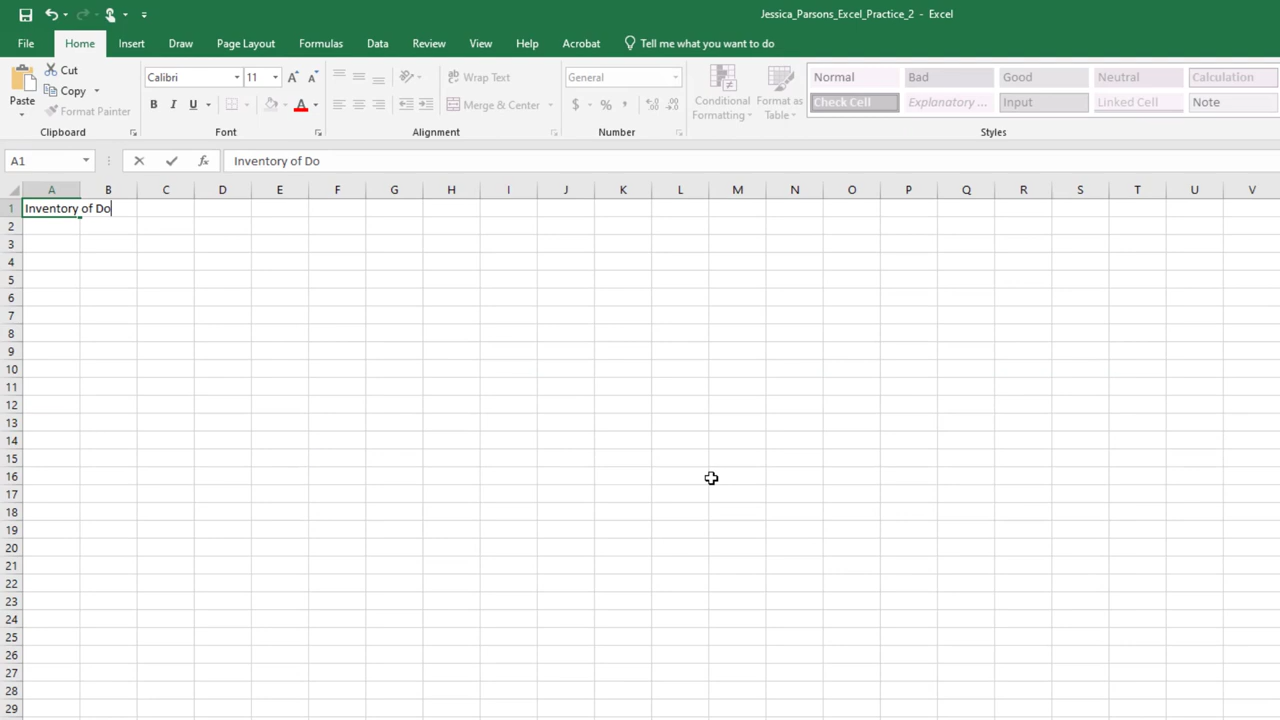 Jessica_Parsons_Excel_Practice_2 - Excel
File Home Insert Draw Page Layout Formulas Data Review View Help Acrobat Tell me what you want to do
Paste Cut Copy Format Painter Clipboard
Calibri 11 A A B I U A Font
Wrap Text Merge & Center Alignment
General $ % , Number
Conditional Formatting Format as Table
Normal Bad Good Neutral Calculation
Check Cell Explanatory ... Input Linked Cell Note
Styles
A1 fx Inventory of Do
A B C D E F G H I J K L M N O P Q R S T U V
1 Inventory of Do
2
3
4
5
6
7
8
9
10
11
12
13
14
15
16
17
18
19
20
21
22
23
24
25
26
27
28
29